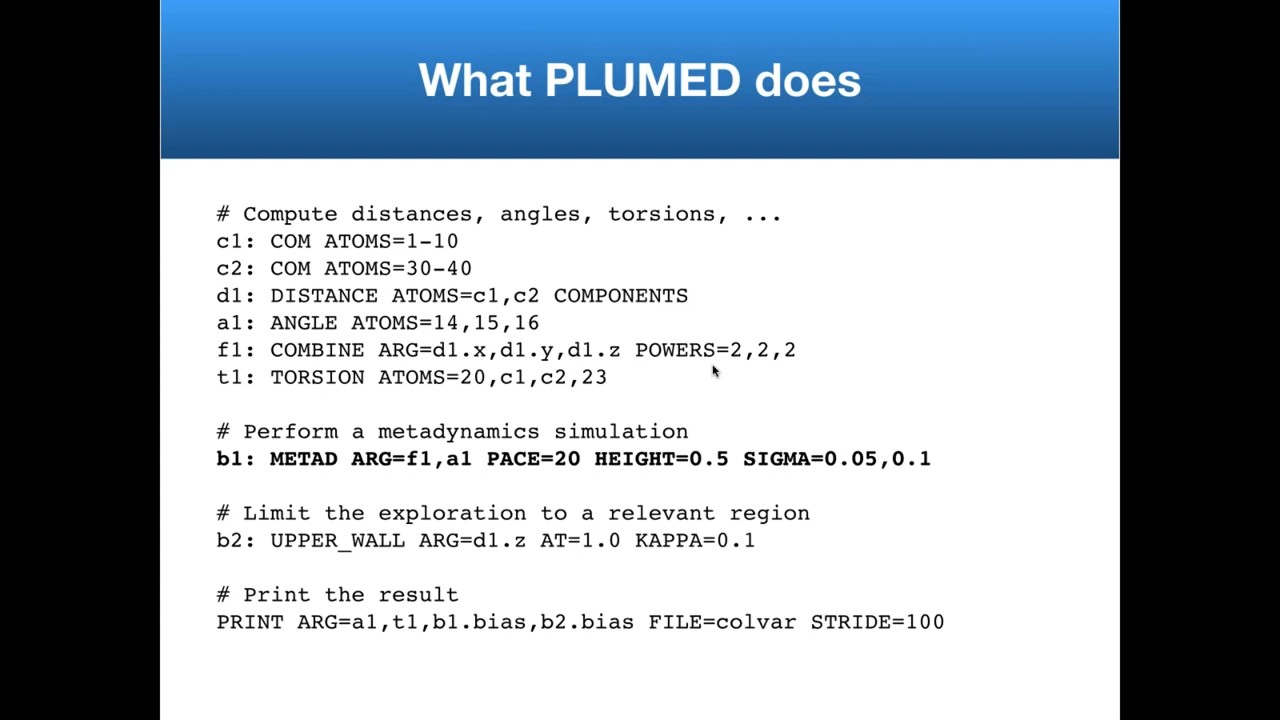 What PLUMED does
# Compute distances, angles, torsions, ...
c1: COM ATOMS=1-10
c2: COM ATOMS=30-40
d1: DISTANCE ATOMS=c1,c2 COMPONENTS
a1: ANGLE ATOMS=14,15,16
f1: COMBINE ARG=d1.x,d1.y,d1.z POWERS=2,2,2
t1: TORSION ATOMS=20,c1,c2,23
# Perform a metadynamics simulation
b1: METAD ARG=f1,a1 PACE=20 HEIGHT=0.5 SIGMA=0.05,0.1
# Limit the exploration to a relevant region
b2: UPPER_WALL ARG=d1.z AT=1.0 KAPPA=0.1
# Print the result
PRINT ARG=a1,t1,b1.bias,b2.bias FILE=colvar STRIDE=100